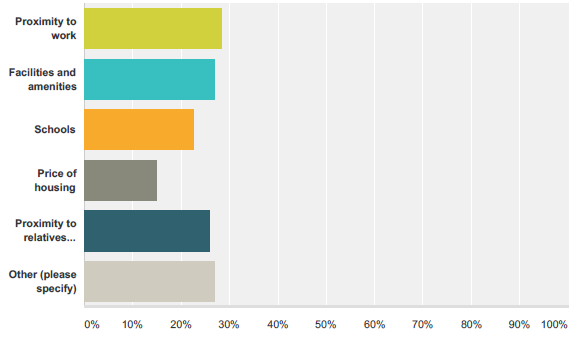 Proximity to
work
Facilities and
amenities
Schools
Price of
housing
Proximity to
relatives...
Other (please
specify)
0% 10% 20% 30% 40% 50% 60% 70% 80% 90% 100%